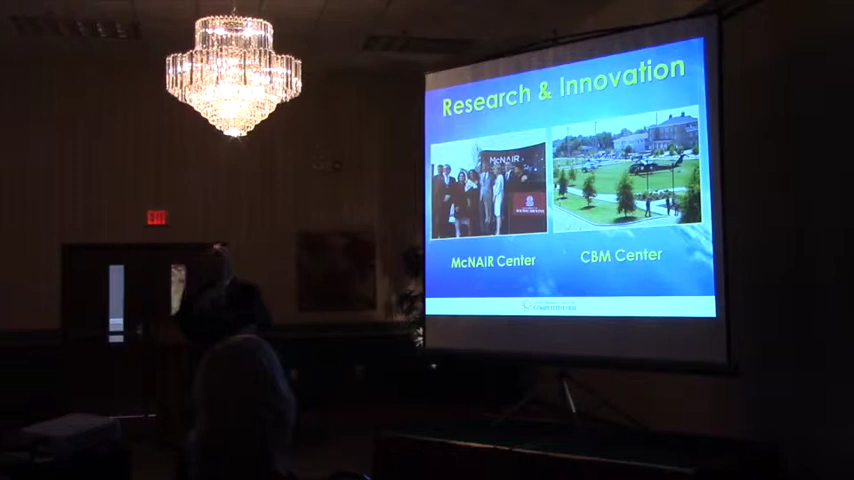 Research & Innovation
McNAIR
McNAIR Center
CBM Center
EXIT